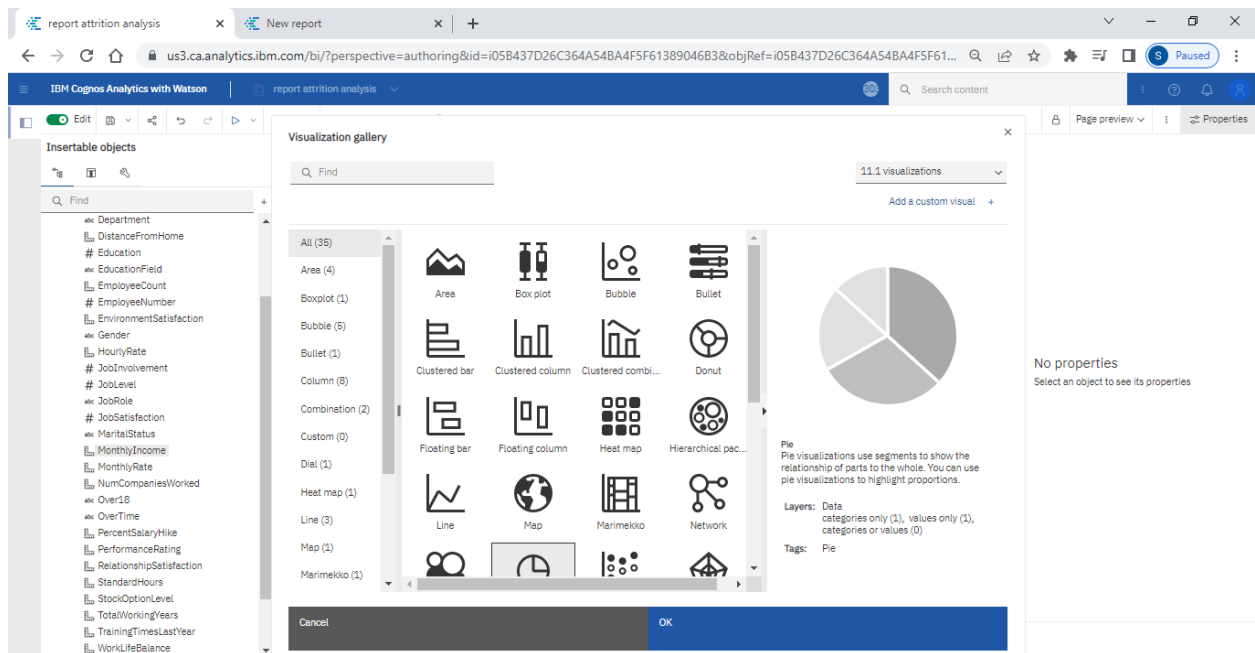 report attrition analysis
New report
us3.ca.analytics.ibm.com/bi/?perspective=authoring&id=i05B437D26C364A54BA4F5F61389046B3&objRef=i05B437D26C364A54BA4F5F61...
S Paused
IBM Cognos Analytics with Watson
report attrition analysis
Search content
Edit
Page preview
Properties
Insertable objects
Find
Department
DistanceFromHome
# Education
abc EducationField
EmployeeCount
# EmployeeNumber
EnvironmentSatisfaction
abc Gender
HourlyRate
# JobInvolvement
# JobLevel
abc JobRole
# JobSatisfaction
abc MaritalStatus
MonthlyIncome
MonthlyRate
NumCompaniesWorked
abc Over18
abc OverTime
PercentSalaryHike
PerformanceRating
RelationshipSatisfaction
StandardHours
StockOptionLevel
TotalWorkingYears
TrainingTimesLastYear
WorkLifeBalance
Visualization gallery
Find
11.1 visualizations
Add a custom visual +
All (35)
Area (4)
Boxplot (1)
Bubble (5)
Bullet (1)
Column (8)
Combination (2)
Custom (0)
Dial (1)
Heat map (1)
Line (3)
Map (1)
Marimekko (1)
Area
Box plot
Bubble
Bullet
Clustered bar
Clustered column
Clustered combi...
Donut
Floating bar
Floating column
Heat map
Hierarchical pac...
Line
Map
Marimekko
Network
Pie
Pie visualizations use segments to show the
relationship of parts to the whole. You can use
pie visualizations to highlight proportions.
Layers: Data
categories only (1), values only (1),
categories or values (0)
Tags: Pie
Cancel
OK
No properties
Select an object to see its properties